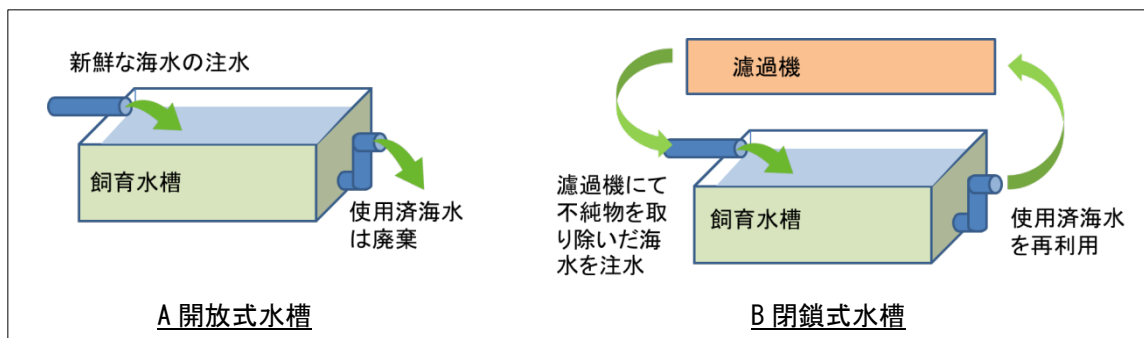 新鮮な海水の注水
飼育水槽
使用済海水
は廃棄
A 開放式水槽
濾過機
濾過機にて
不純物を取
り除いだ海
水を注水
飼育水槽
使用済海水
を再利用
B 閉鎖式水槽